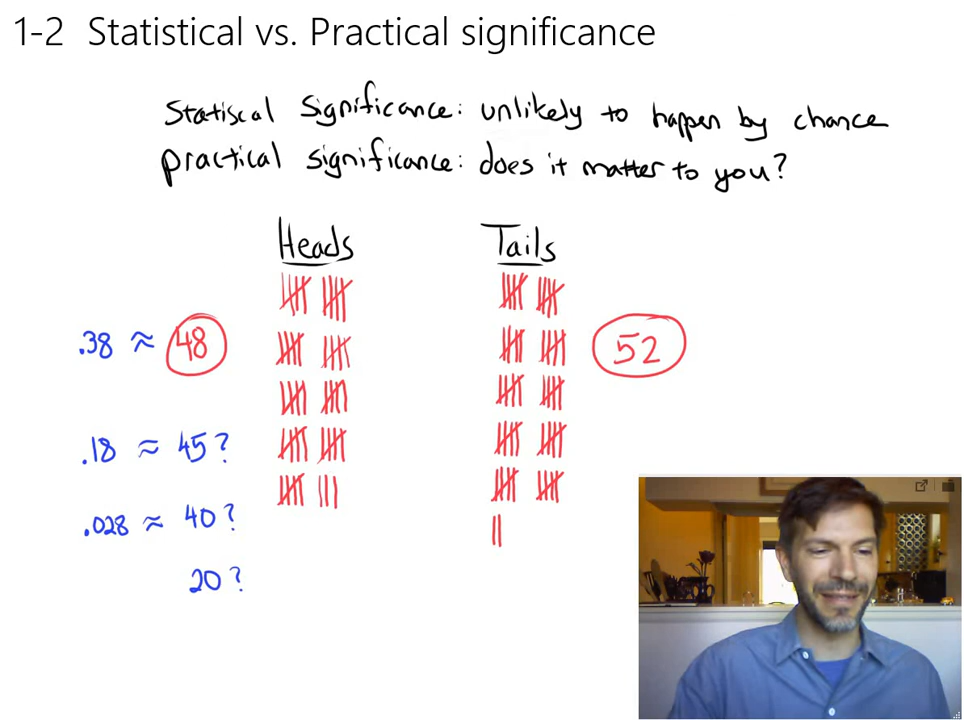 1-2 Statistical vs. Practical significance
Statiscal Significance: unlikely to happen by chance
practical significance: does it matter to you?
Heads Tails
.38 ≈ 48 52
.18 ≈ 45?
.028 ≈ 40?
20?